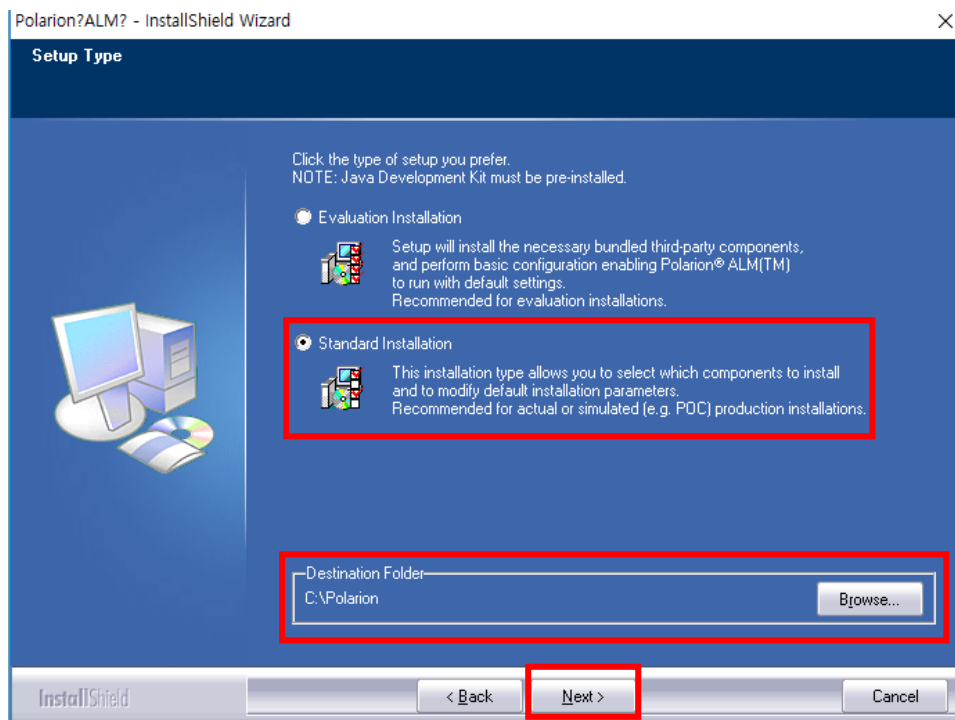 Polarion?ALM? - InstallShield Wizard
Setup Type
Click the type of setup you prefer.
NOTE: Java Development Kit must be pre-installed.
Evaluation Installation
Setup will install the necessary bundled third-party components,
and perform basic configuration enabling Polarion® ALM(TM)
to run with default settings.
Recommended for evaluation installations.
Standard Installation
This installation type allows you to select which components to install
and to modify default installation parameters.
Recommended for actual or simulated (e.g. POC) production installations.
Destination Folder
C:\Polarion
Browse...
InstallShield
< Back
Next >
Cancel